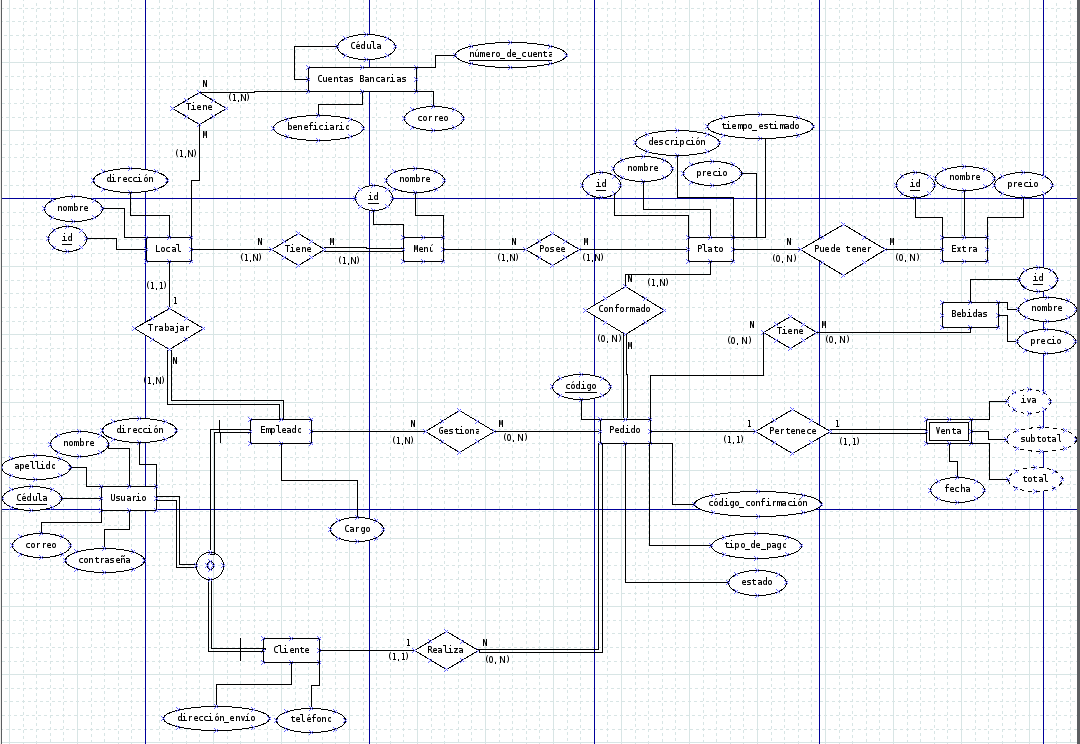 Cédula
número_de_cuenta
Cuentas Bancarias
N
(1,N)
Tiene
beneficiaric
correo
M
(1,N)
tiempo_estimado
descripción
nombre
precio
id
dirección
nombre
id
nombre
id
id
nombre
precio
Local
N
(1,N)
Tiene
M
(1,N)
Menú
N
(1,N)
Posee
M
(1,N)
Plato
N
(0, N)
Puede tener
M
(0, N)
Extra
(1,1)
1
N
(1,N)
Conformado
(0, N)
M
id
Bebidas
nombre
precio
N
(0, N)
Tiene
M
(0, N)
Trabajar
N
(1,N)
código
iva
dirección
nombre
apellidc
Cédula
Usuario
correo
contraseña
Empleadc
N
(1,N)
Gestiona
M
(0, N)
Pedido
1
(1,1)
Pertenece
1
(1,1)
Venta
subtotal
total
fecha
Cargo
código_confirmación
tipo_de_pagc
estado
Cliente
1
(1,1)
Realiza
N
(0, N)
dirección_envío
teléfonc